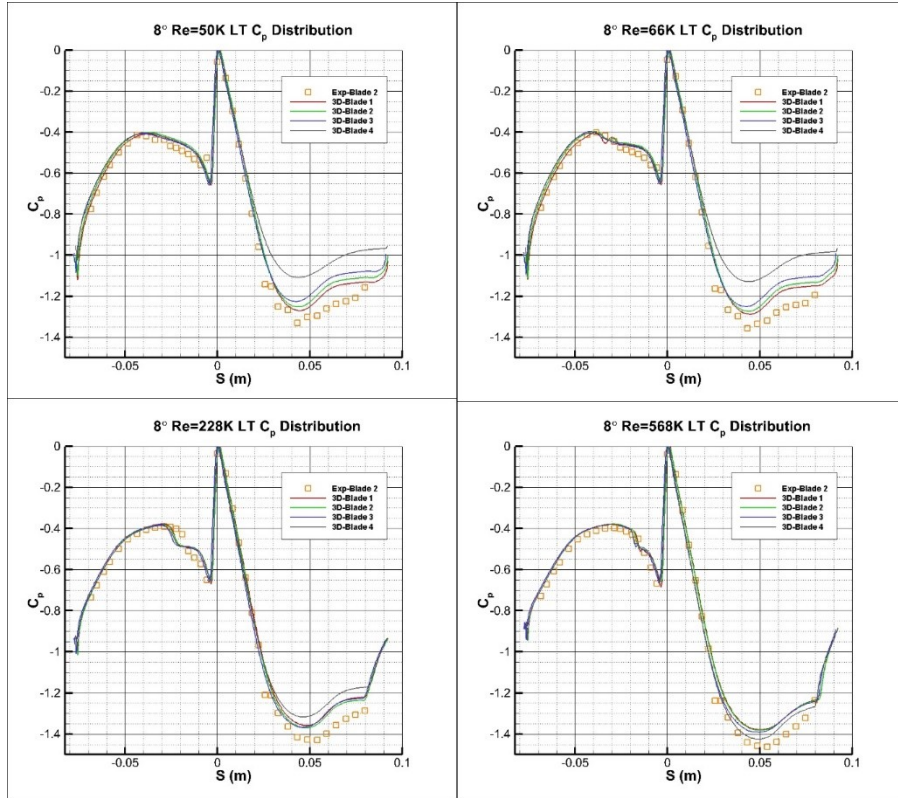 8° Re=50K LT Cp Distribution
0
-0.2
-0.4
-0.6
-0.8
-1
-1.2
-1.4
Cp
-0.05
0
0.05
0.1
S (m)
Exp-Blade 2
3D-Blade 1
3D-Blade 2
3D-Blade 3
3D-Blade 4
8° Re=66K LT Cp Distribution
0
-0.2
-0.4
-0.6
-0.8
-1
-1.2
-1.4
Cp
-0.05
0
0.05
0.1
S (m)
Exp-Blade 2
3D-Blade 1
3D-Blade 2
3D-Blade 3
3D-Blade 4
8° Re=228K LT Cp Distribution
0
-0.2
-0.4
-0.6
-0.8
-1
-1.2
-1.4
Cp
-0.05
0
0.05
0.1
S (m)
Exp-Blade 2
3D-Blade 1
3D-Blade 2
3D-Blade 3
3D-Blade 4
8° Re=568K LT Cp Distribution
0
-0.2
-0.4
-0.6
-0.8
-1
-1.2
-1.4
Cp
-0.05
0
0.05
0.1
S (m)
Exp-Blade 2
3D-Blade 1
3D-Blade 2
3D-Blade 3
3D-Blade 4